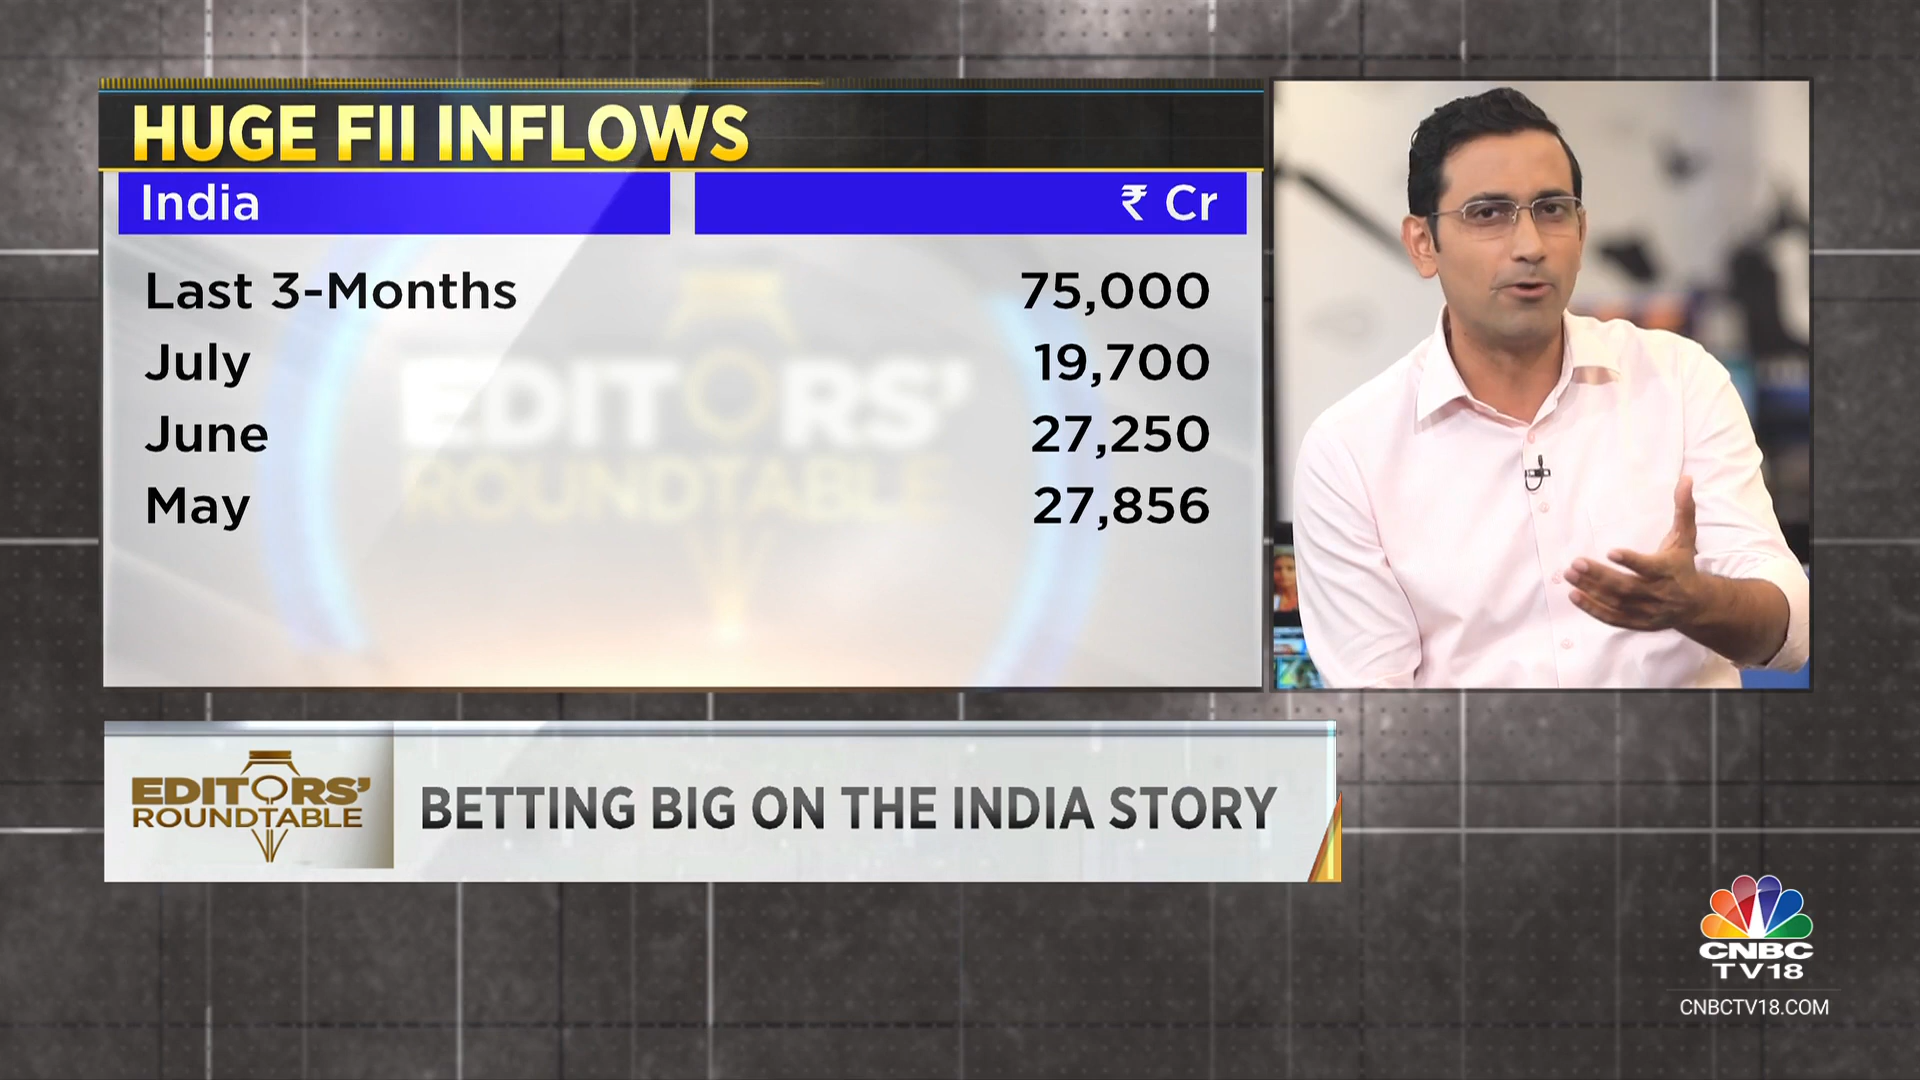 HUGE FII INFLOWS
India ₹ Cr
Last 3-Months 75,000
July 19,700
June 27,250
May 27,856
EDITORS'
ROUNDTABLE
EDITORS'
ROUNDTABLE
BETTING BIG ON THE INDIA STORY
CNBC
TV18
CNBCTV18.COM